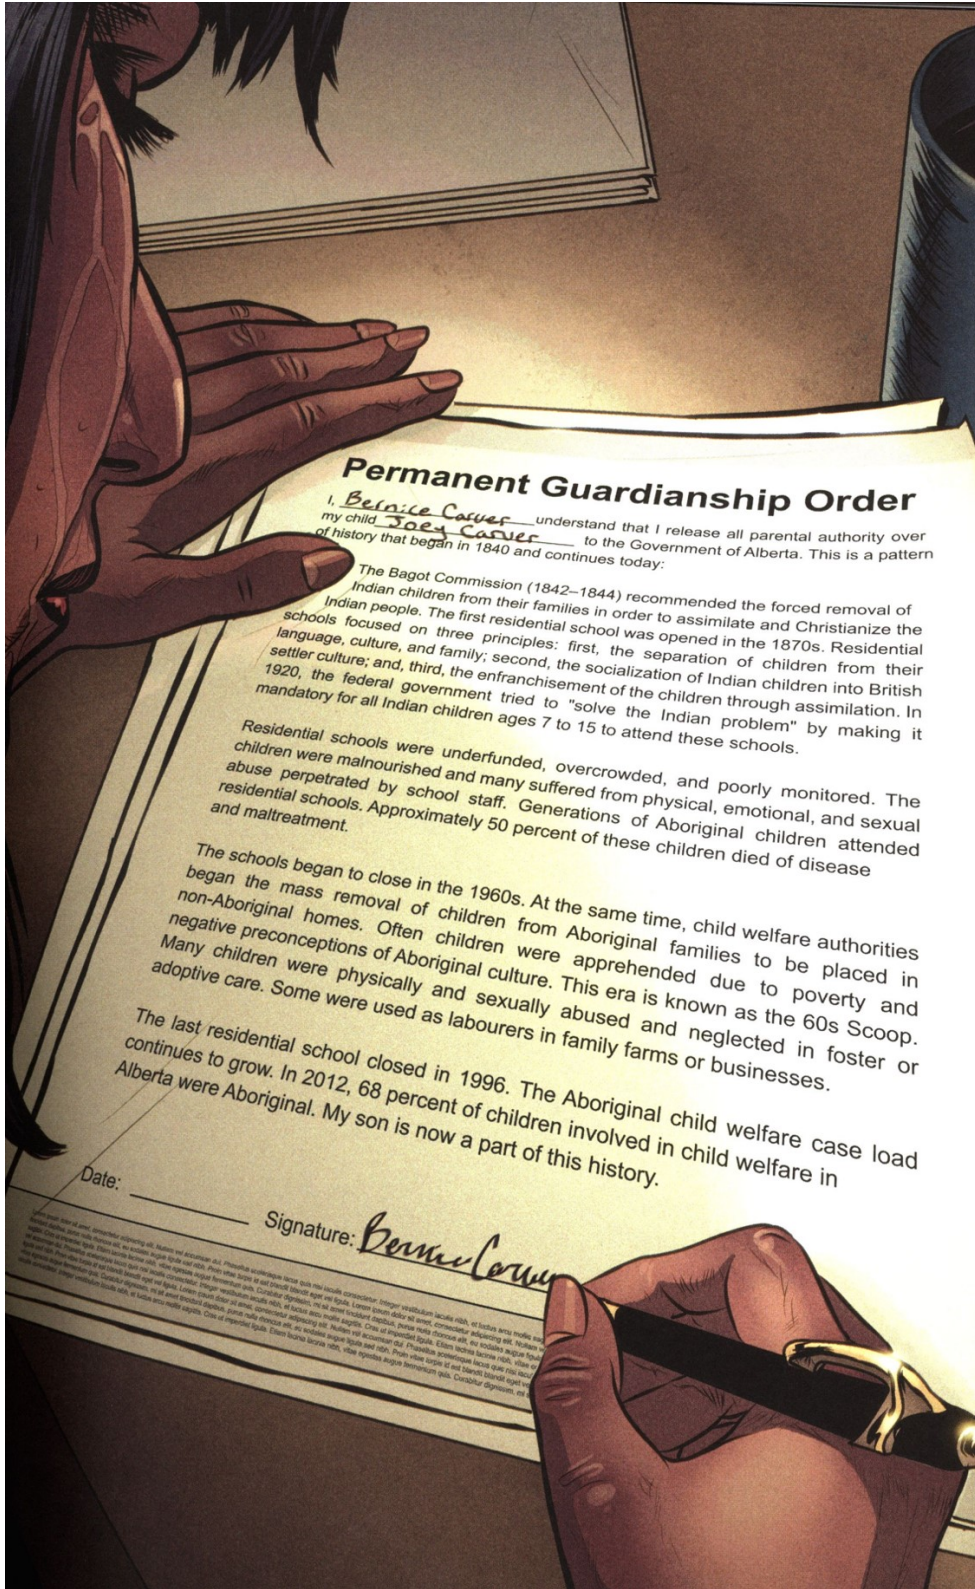 Permanent Guardianship Order
I, Bernice Carver understand that I release all parental authority over
my child Joey Carver to the Government of Alberta. This is a pattern
of history that began in 1840 and continues today:
The Bagot Commission (1842–1844) recommended the forced removal of
Indian children from their families in order to assimilate and Christianize the
Indian people. The first residential school was opened in the 1870s. Residential
schools focused on three principles: first, the separation of children from their
language, culture, and family; second, the socialization of Indian children into British
settler culture; and, third, the enfranchisement of the children through assimilation. In
1920, the federal government tried to "solve the Indian problem" by making it
mandatory for all Indian children ages 7 to 15 to attend these schools.
Residential schools were underfunded, overcrowded, and poorly monitored. The
children were malnourished and many suffered from physical, emotional, and sexual
abuse perpetrated by school staff. Generations of Aboriginal children attended
residential schools. Approximately 50 percent of these children died of disease
and maltreatment.
The schools began to close in the 1960s. At the same time, child welfare authorities
began the mass removal of children from Aboriginal families to be placed in
non-Aboriginal homes. Often children were apprehended due to poverty and
negative preconceptions of Aboriginal culture. This era is known as the 60s Scoop.
Many children were physically and sexually abused and neglected in foster or
adoptive care. Some were used as labourers in family farms or businesses.
The last residential school closed in 1996. The Aboriginal child welfare case load
continues to grow. In 2012, 68 percent of children involved in child welfare in
Alberta were Aboriginal. My son is now a part of this history.
Date:
Signature: Bernice Carver